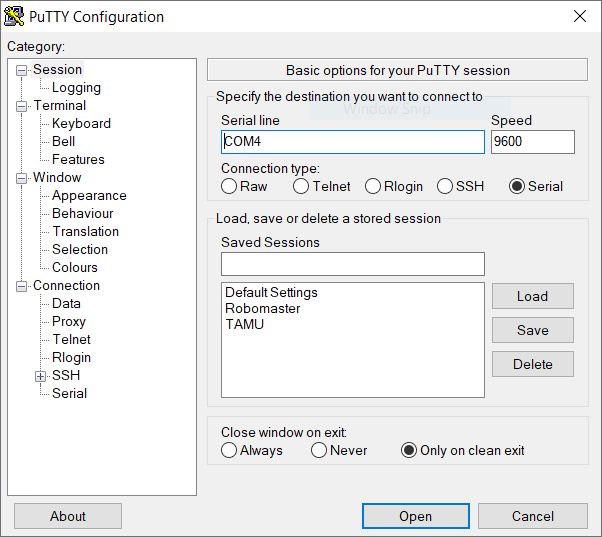 PuTTY Configuration
Category:
Session
Logging
Terminal
Keyboard
Bell
Features
Window
Appearance
Behaviour
Translation
Selection
Colours
Connection
Data
Proxy
Telnet
Rlogin
SSH
Serial
Basic options for your PuTTY session
Specify the destination you want to connect to
Window Snip
Serial line
Speed
COM4
9600
Connection type:
Raw
Telnet
Rlogin
SSH
Serial
Load, save or delete a stored session
Saved Sessions
Default Settings
Robomaster
TAMU
Load
Save
Delete
Close window on exit:
Always
Never
Only on clean exit
About
Open
Cancel